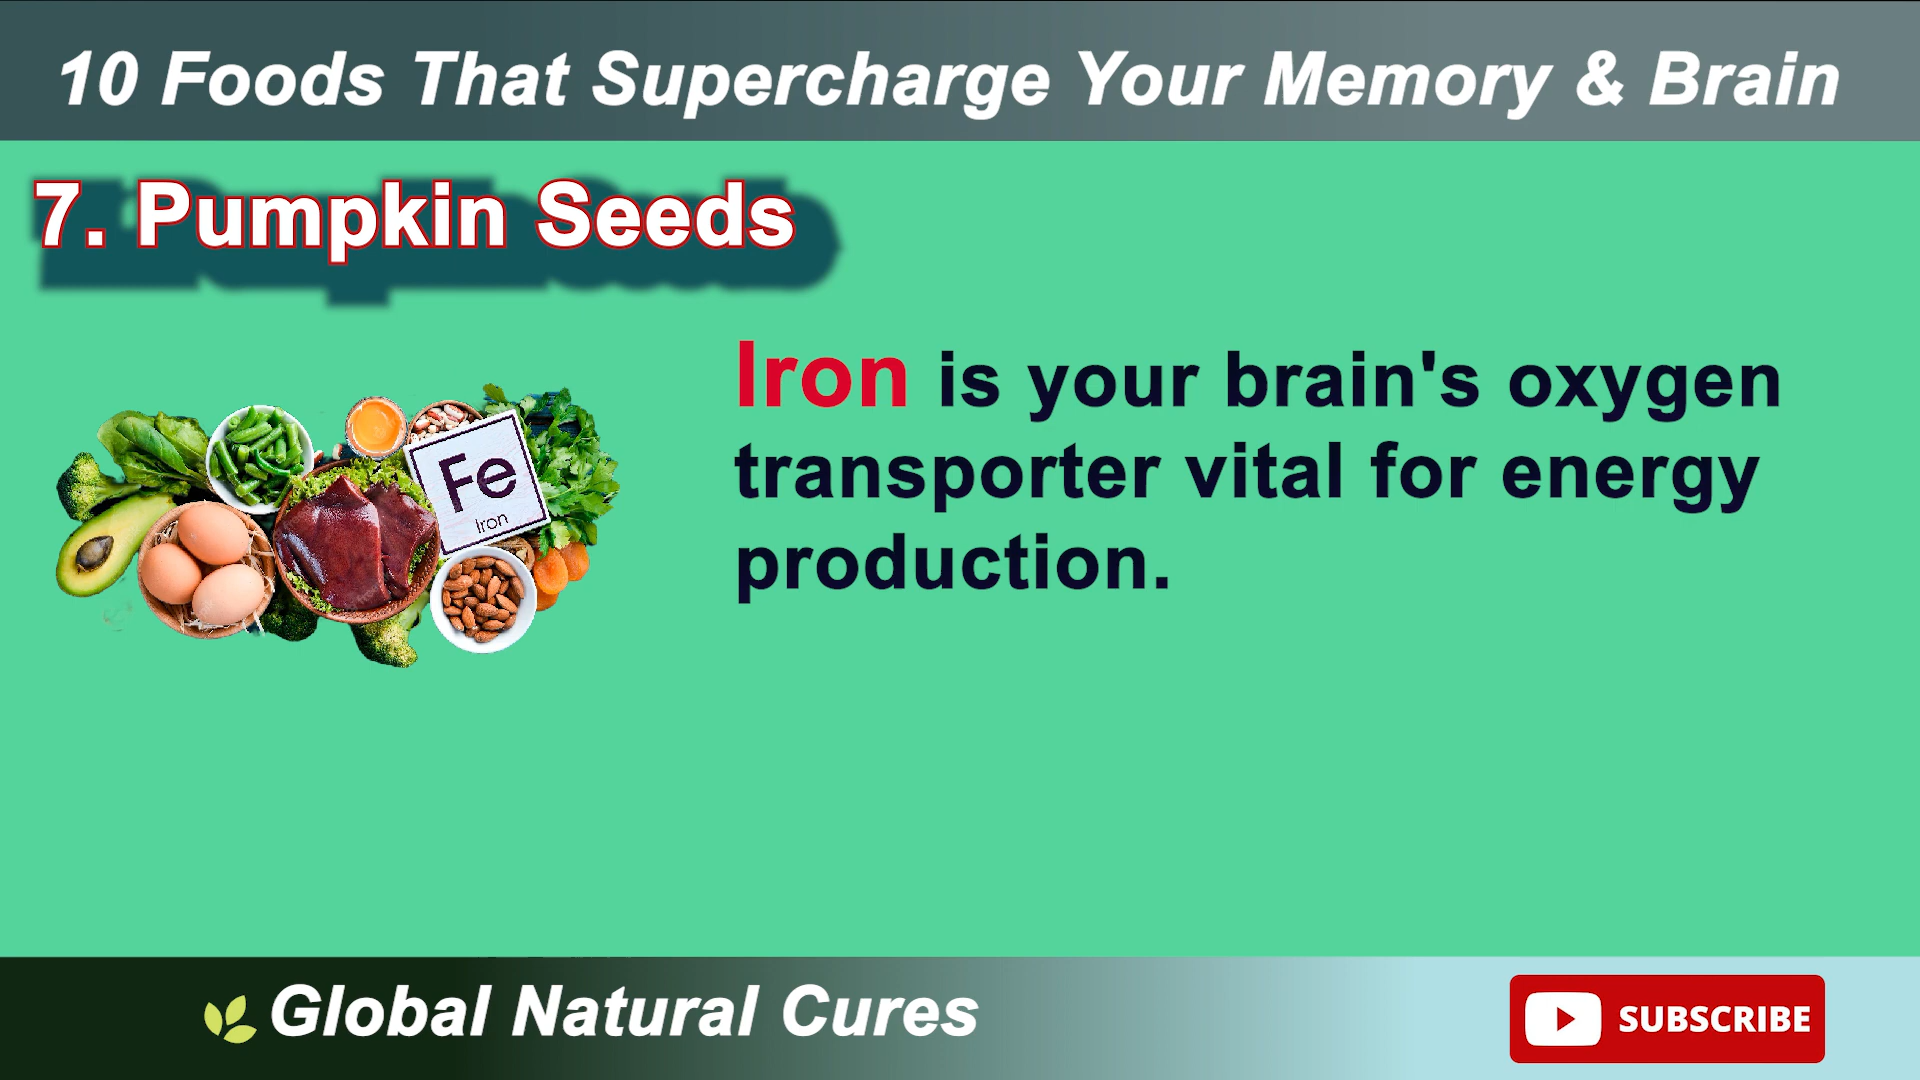 10 Foods That Supercharge Your Memory & Brain
7. Pumpkin Seeds
Iron is your brain's oxygen
transporter vital for energy
production.
Fe
Iron
Global Natural Cures
SUBSCRIBE